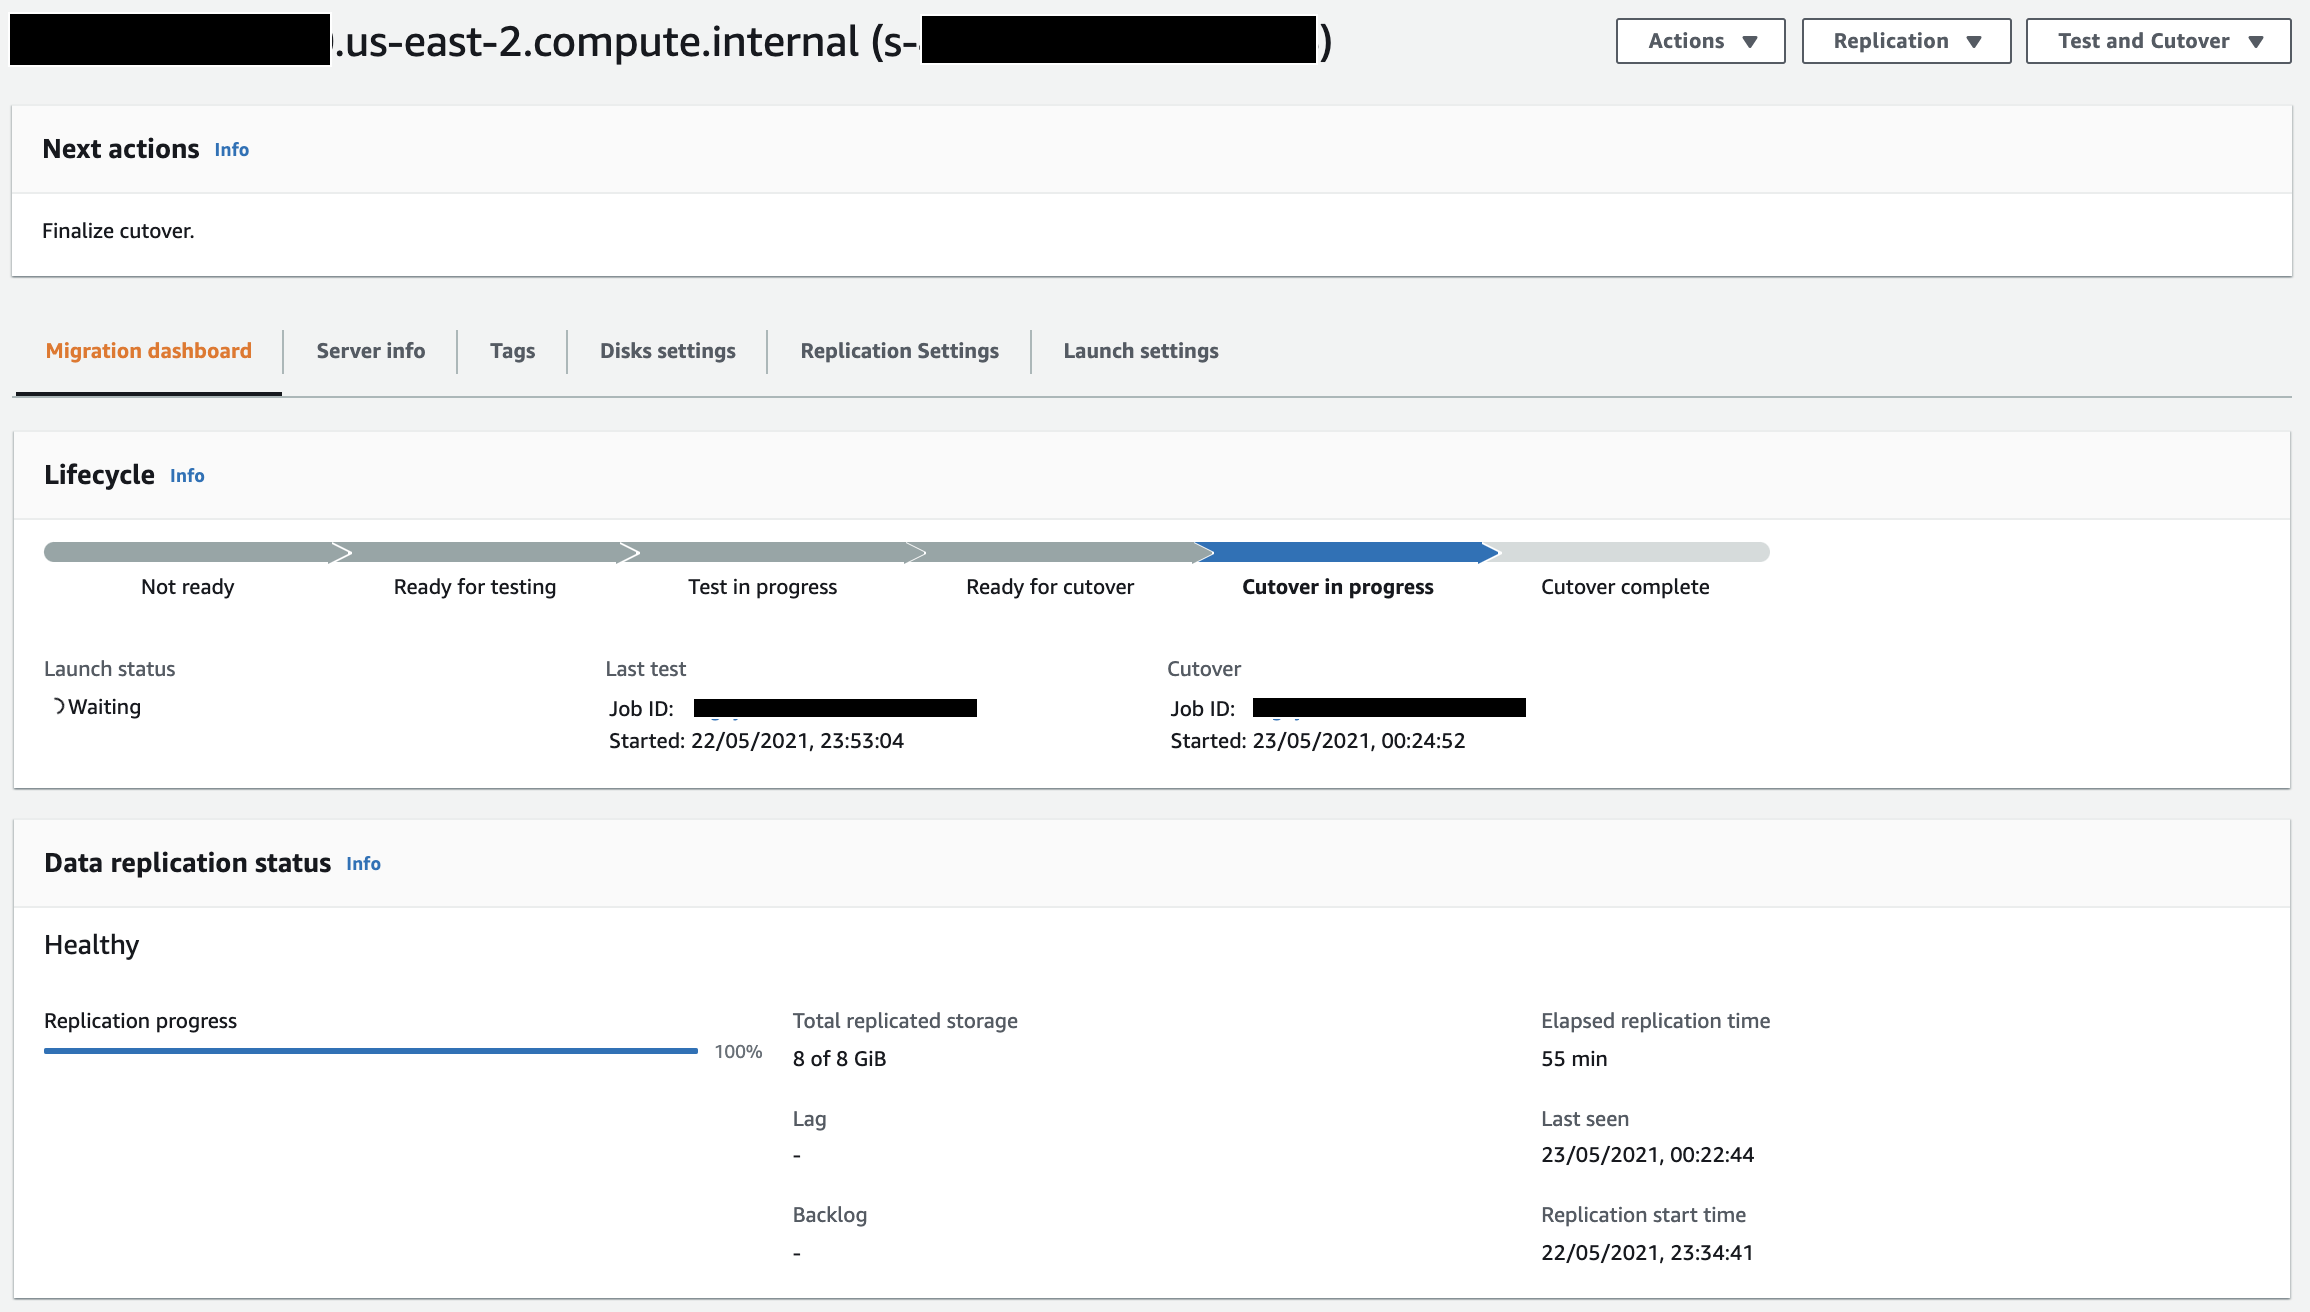 .us-east-2.compute.internal (s-
)
Actions ▼ Replication ▼ Test and Cutover ▼
Next actions Info
Finalize cutover.
Migration dashboard Server info Tags Disks settings Replication Settings Launch settings
Lifecycle Info
Not ready Ready for testing Test in progress Ready for cutover Cutover in progress Cutover complete
Launch status
Waiting
Last test
Job ID:
Started: 22/05/2021, 23:53:04
Cutover
Job ID:
Started: 23/05/2021, 00:24:52
Data replication status Info
Healthy
Replication progress
100%
Total replicated storage
8 of 8 GiB
Lag
-
Backlog
-
Elapsed replication time
55 min
Last seen
23/05/2021, 00:22:44
Replication start time
22/05/2021, 23:34:41